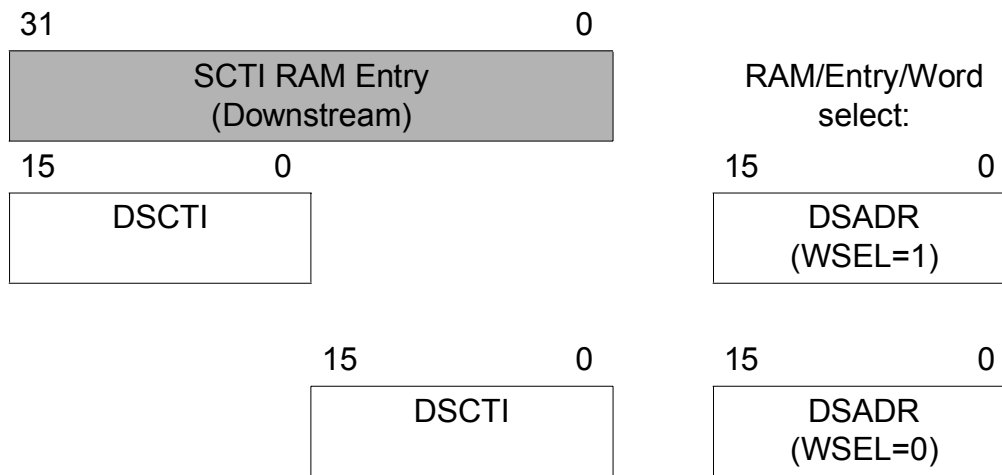 31 0
SCTI RAM Entry
(Downstream)
RAM/Entry/Word
select:
15 0
15 0
DSCTI
DSADR
(WSEL=1)
15 0
15 0
DSCTI
DSADR
(WSEL=0)